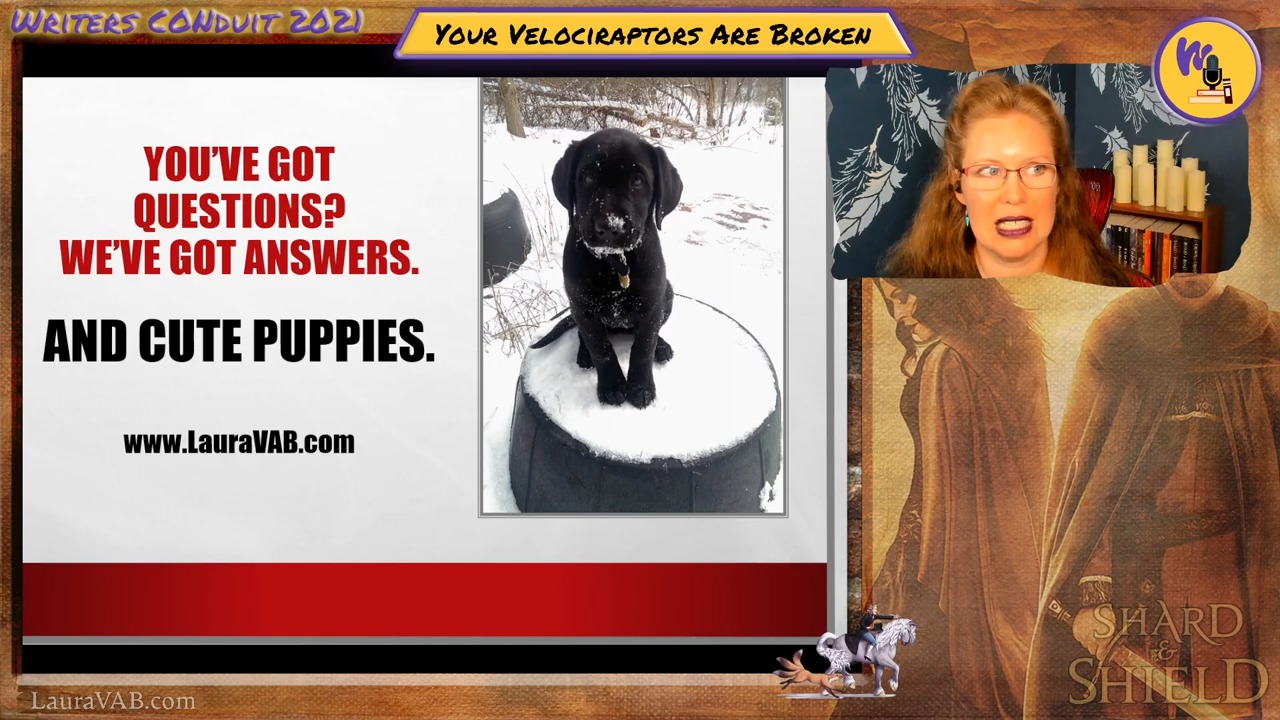 Writers CONduit 2021
Your Velociraptors Are Broken
W
YOU'VE GOT
QUESTIONS?
WE'VE GOT ANSWERS.
AND CUTE PUPPIES.
www.LauraVAB.com
SHARD
&
SHIELD
LauraVAB.com